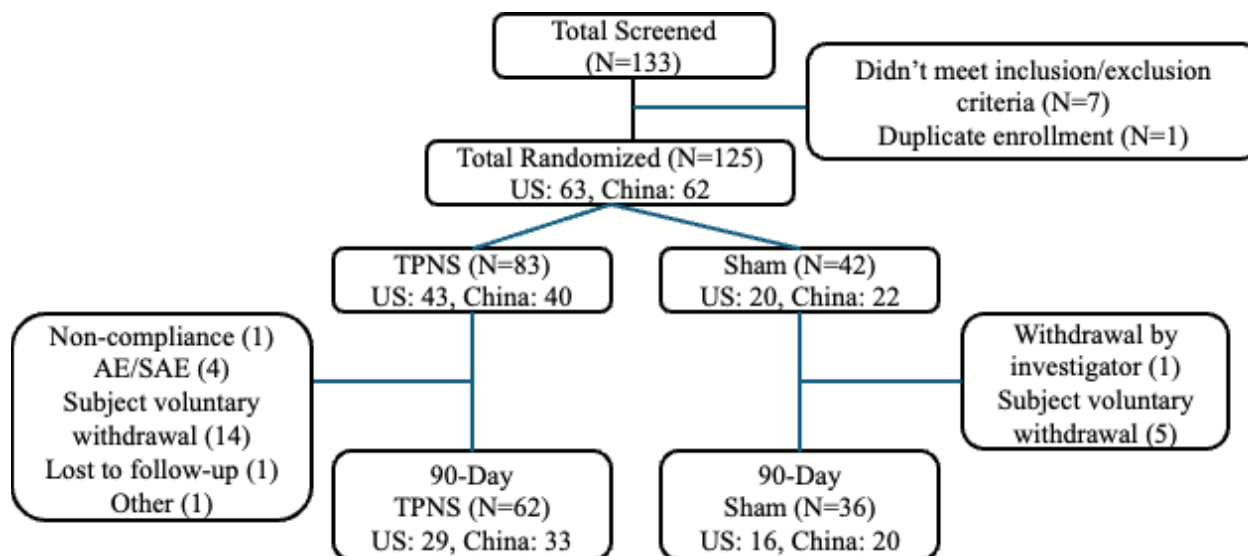 Total Screened
(N=133)
Didn’t meet inclusion/exclusion
criteria (N=7)
Duplicate enrollment (N=1)
Total Randomized (N=125)
US: 63, China: 62
TPNS (N=83)
US: 43, China: 40
Sham (N=42)
US: 20, China: 22
Non-compliance (1)
AE/SAE (4)
Subject voluntary
withdrawal (14)
Lost to follow-up (1)
Other (1)
Withdrawal by
investigator (1)
Subject voluntary
withdrawal (5)
90-Day
TPNS (N=62)
US: 29, China: 33
90-Day
Sham (N=36)
US: 16, China: 20